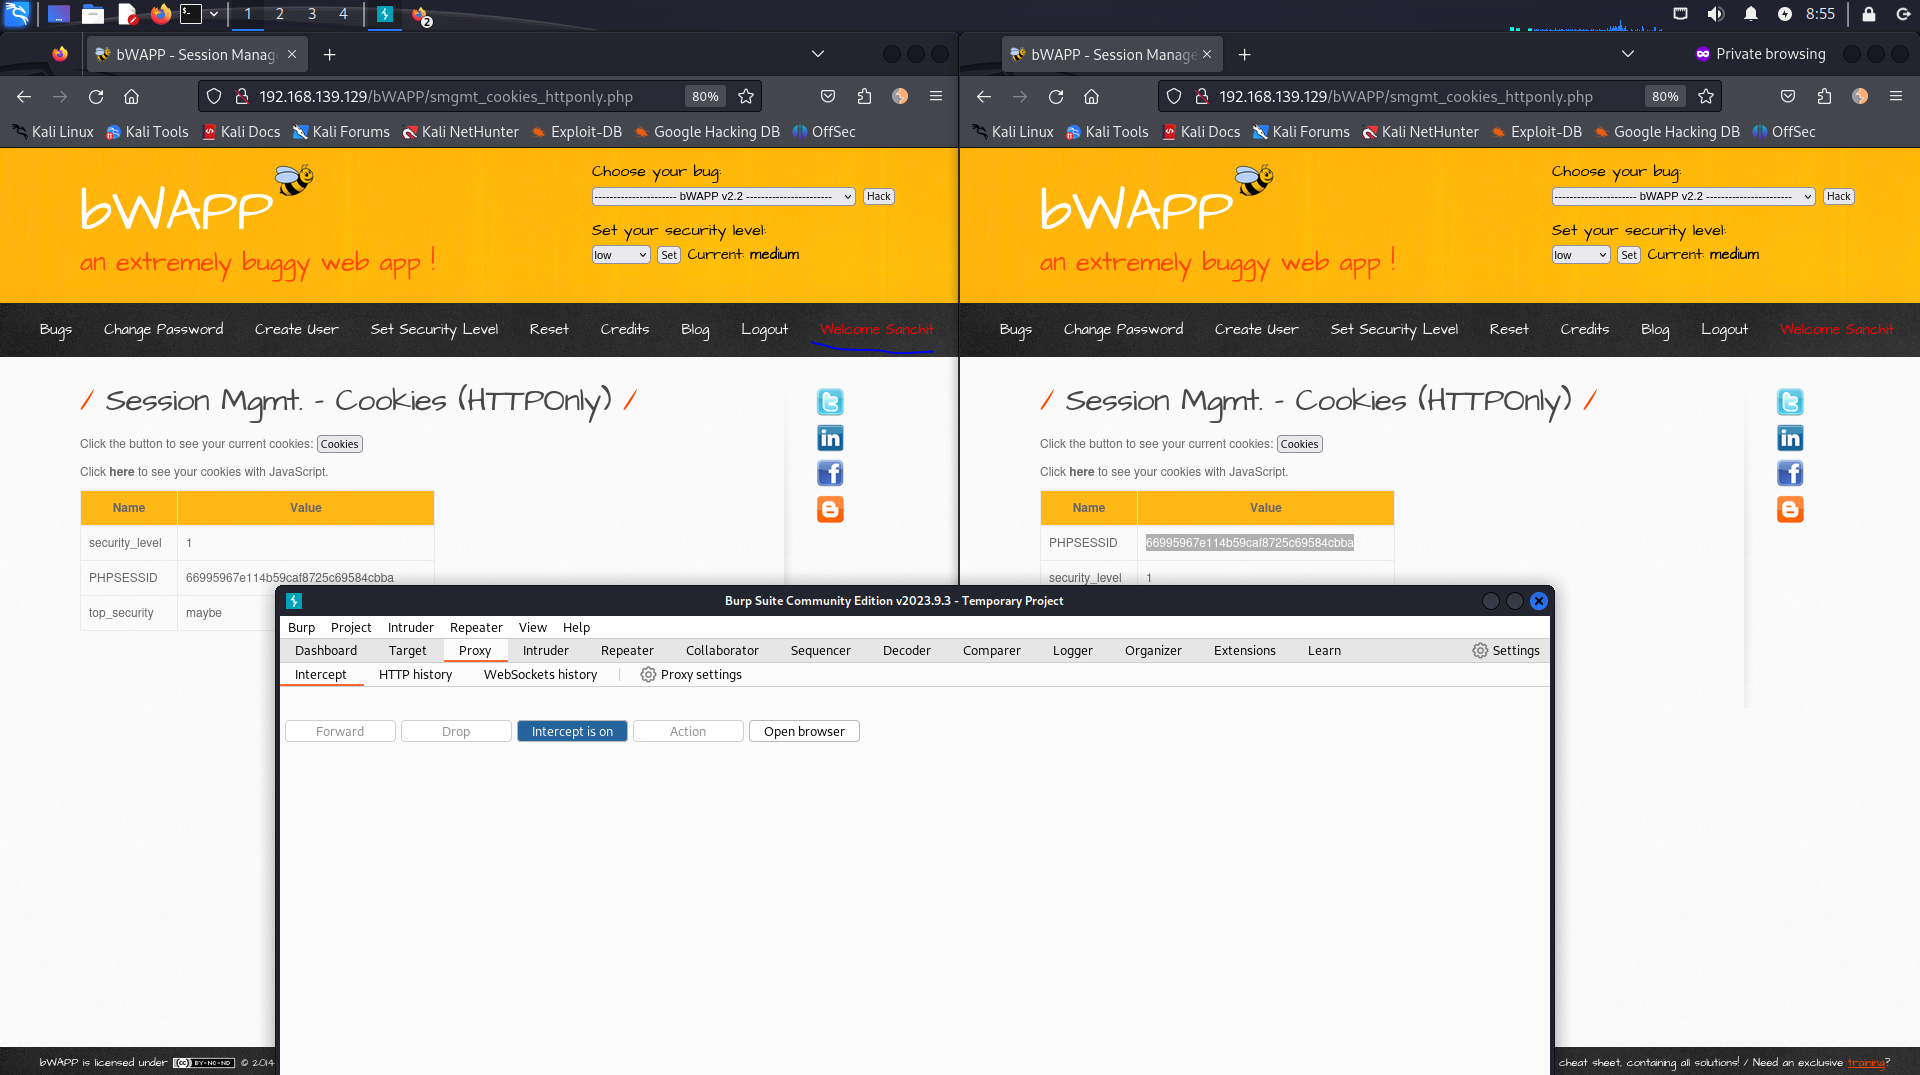 1 2 3 4 2 8:55
bWAPP - Session Manag
192.168.139.129/bWAPP/smgmt_cookies_httponly.php 80%
Kali Linux Kali Tools Kali Docs Kali Forums Kali NetHunter Exploit-DB Google Hacking DB OffSec
bWAPP
an extremely buggy web app !
Choose your bug:
---------------------- bWAPP v2.2 ----------------------- Hack
Set your security level:
low Set Current: medium
Bugs Change Password Create User Set Security Level Reset Credits Blog Logout Welcome Sanchit
/ Session Mgmt. - Cookies (HTTPOnly) /
Click the button to see your current cookies: Cookies
Click here to see your cookies with JavaScript.
Name Value
security_level 1
PHPSESSID 66995967e114b59caf8725c69584cbba
top_security maybe
bWAPP is licensed under BY-NC-ND © 2014
bWAPP - Session Manage Private browsing
192.168.139.129/bWAPP/smgmt_cookies_httponly.php 80%
Kali Linux Kali Tools Kali Docs Kali Forums Kali NetHunter Exploit-DB Google Hacking DB OffSec
bWAPP
an extremely buggy web app !
Choose your bug:
---------------------- bWAPP v2.2 ----------------------- Hack
Set your security level:
low Set Current: medium
Bugs Change Password Create User Set Security Level Reset Credits Blog Logout Welcome Sanchit
/ Session Mgmt. - Cookies (HTTPOnly) /
Click the button to see your current cookies: Cookies
Click here to see your cookies with JavaScript.
Name Value
PHPSESSID 66995967e114b59caf8725c69584cbba
security_level 1
cheat sheet, containing all solutions! / Need an exclusive training?
Burp Suite Community Edition v2023.9.3 - Temporary Project
Burp Project Intruder Repeater View Help
Dashboard Target Proxy Intruder Repeater Collaborator Sequencer Decoder Comparer Logger Organizer Extensions Learn Settings
Intercept HTTP history WebSockets history Proxy settings
Forward Drop Intercept is on Action Open browser